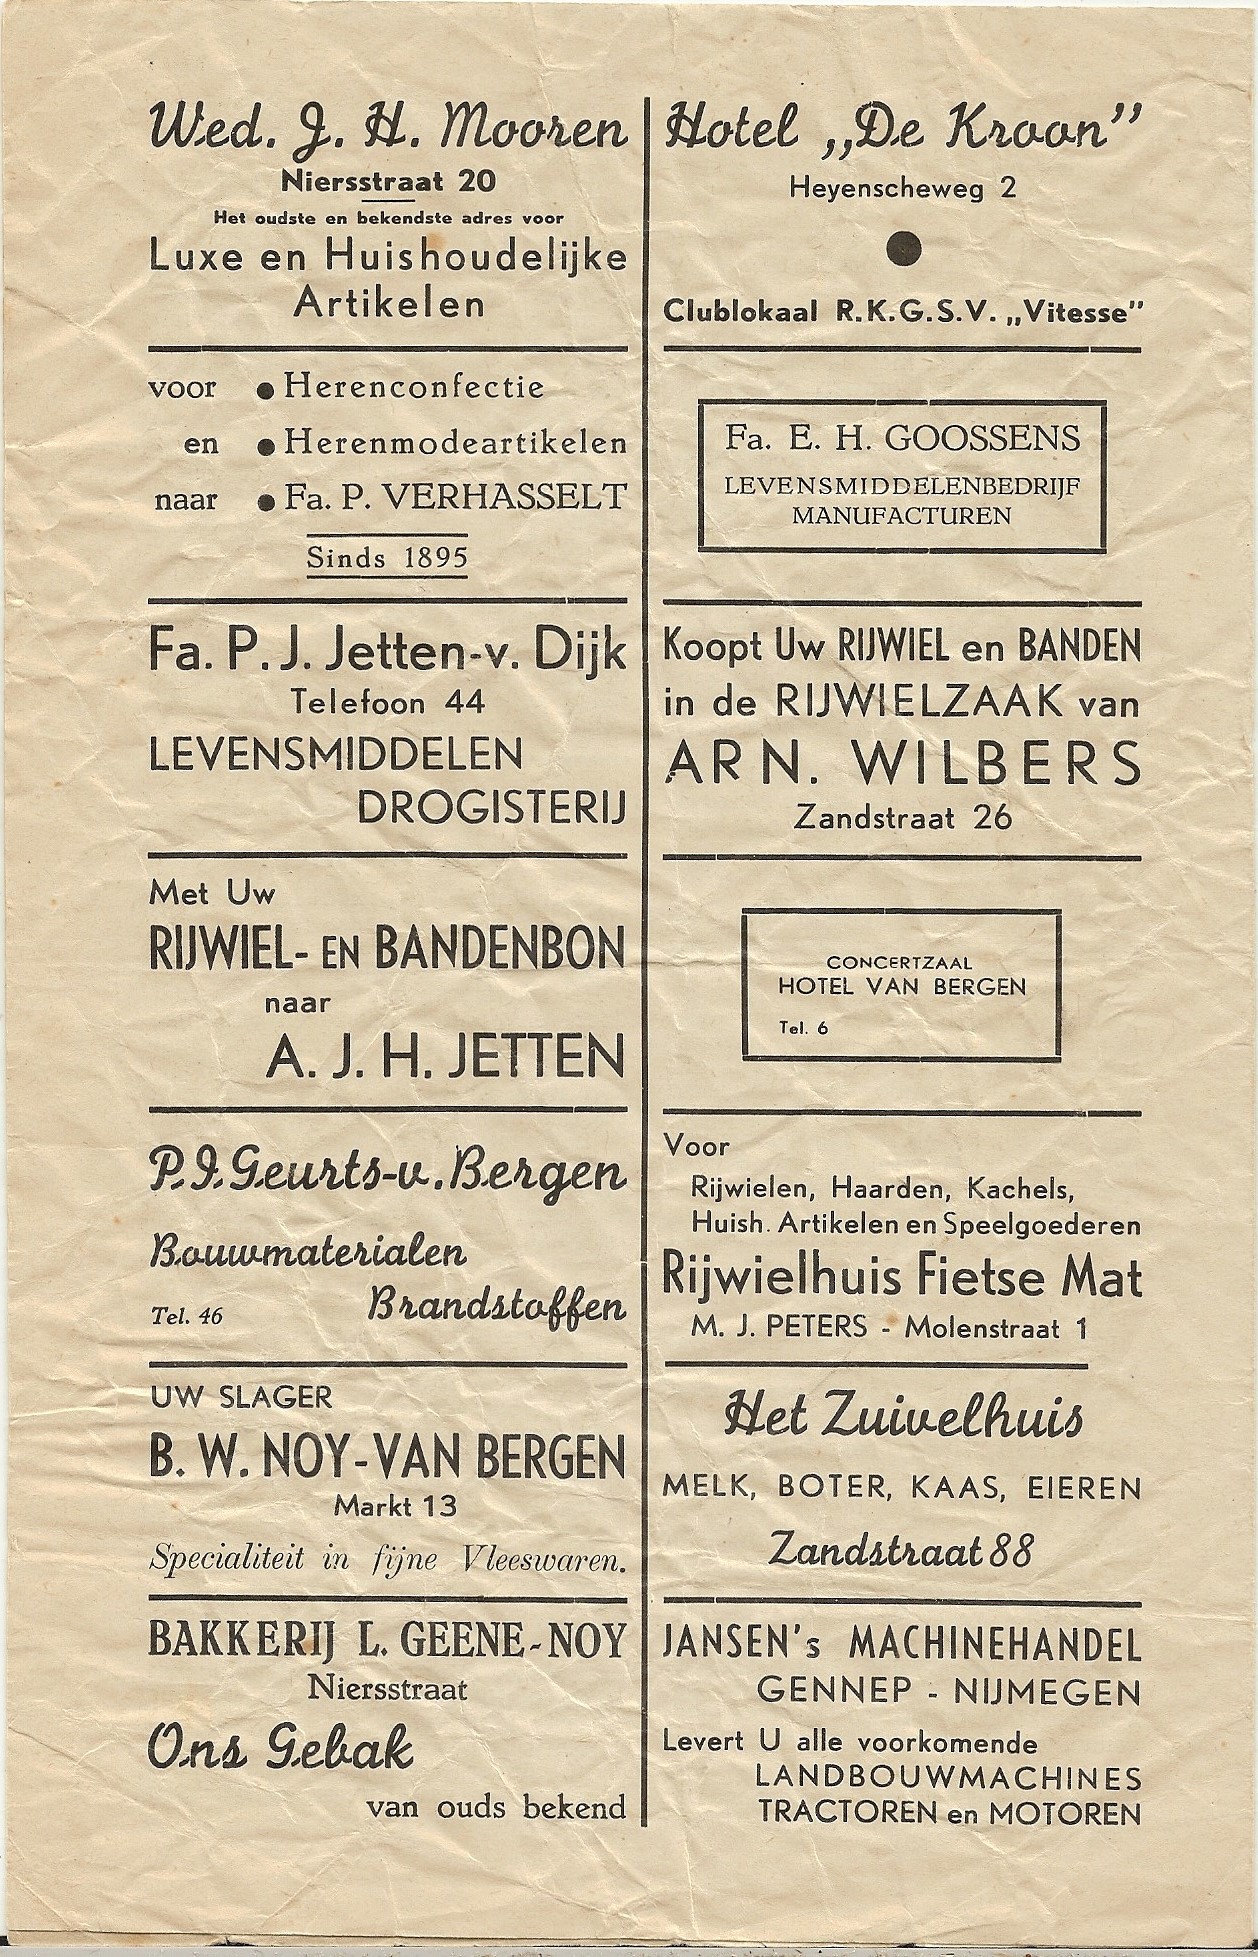 Wed. J. H. Mooren
Niersstraat 20
Het oudste en bekendste adres voor
Luxe en Huishoudelijke
Artikelen
voor • Herenconfectie
en • Herenmodeartikelen
naar • Fa. P. VERHASSELT
Sinds 1895
Fa. P. J. Jetten-v. Dijk
Telefoon 44
LEVENSMIDDELEN
DROGISTERIJ
Met Uw
RIJWIEL- EN BANDENBON
naar
A. J. H. JETTEN
P.J. Geurts-v. Bergen
Bouwmaterialen
Tel. 46 Brandstoffen
UW SLAGER
B. W. NOY-VAN BERGEN
Markt 13
Specialiteit in fijne Vleeswaren.
BAKKERIJ L. GEENE-NOY
Niersstraat
Ons Gebak
van ouds bekend
Hotel „De Kroon”
Heyenscheweg 2
Clublokaal R.K.G.S.V. „Vitesse”
Fa. E. H. GOOSSENS
LEVENSMIDDELENBEDRIJF
MANUFACTUREN
Koopt Uw RIJWIEL en BANDEN
in de RIJWIELZAAK van
ARN. WILBERS
Zandstraat 26
CONCERTZAAL
HOTEL VAN BERGEN
Tel. 6
Voor
Rijwielen, Haarden, Kachels,
Huish. Artikelen en Speelgoederen
Rijwielhuis Fietse Mat
M. J. PETERS - Molenstraat 1
Het Zuivelhuis
MELK, BOTER, KAAS, EIEREN
Zandstraat 88
JANSEN's MACHINEHANDEL
GENNEP - NIJMEGEN
Levert U alle voorkomende
LANDBOUWMACHINES
TRACTOREN en MOTOREN